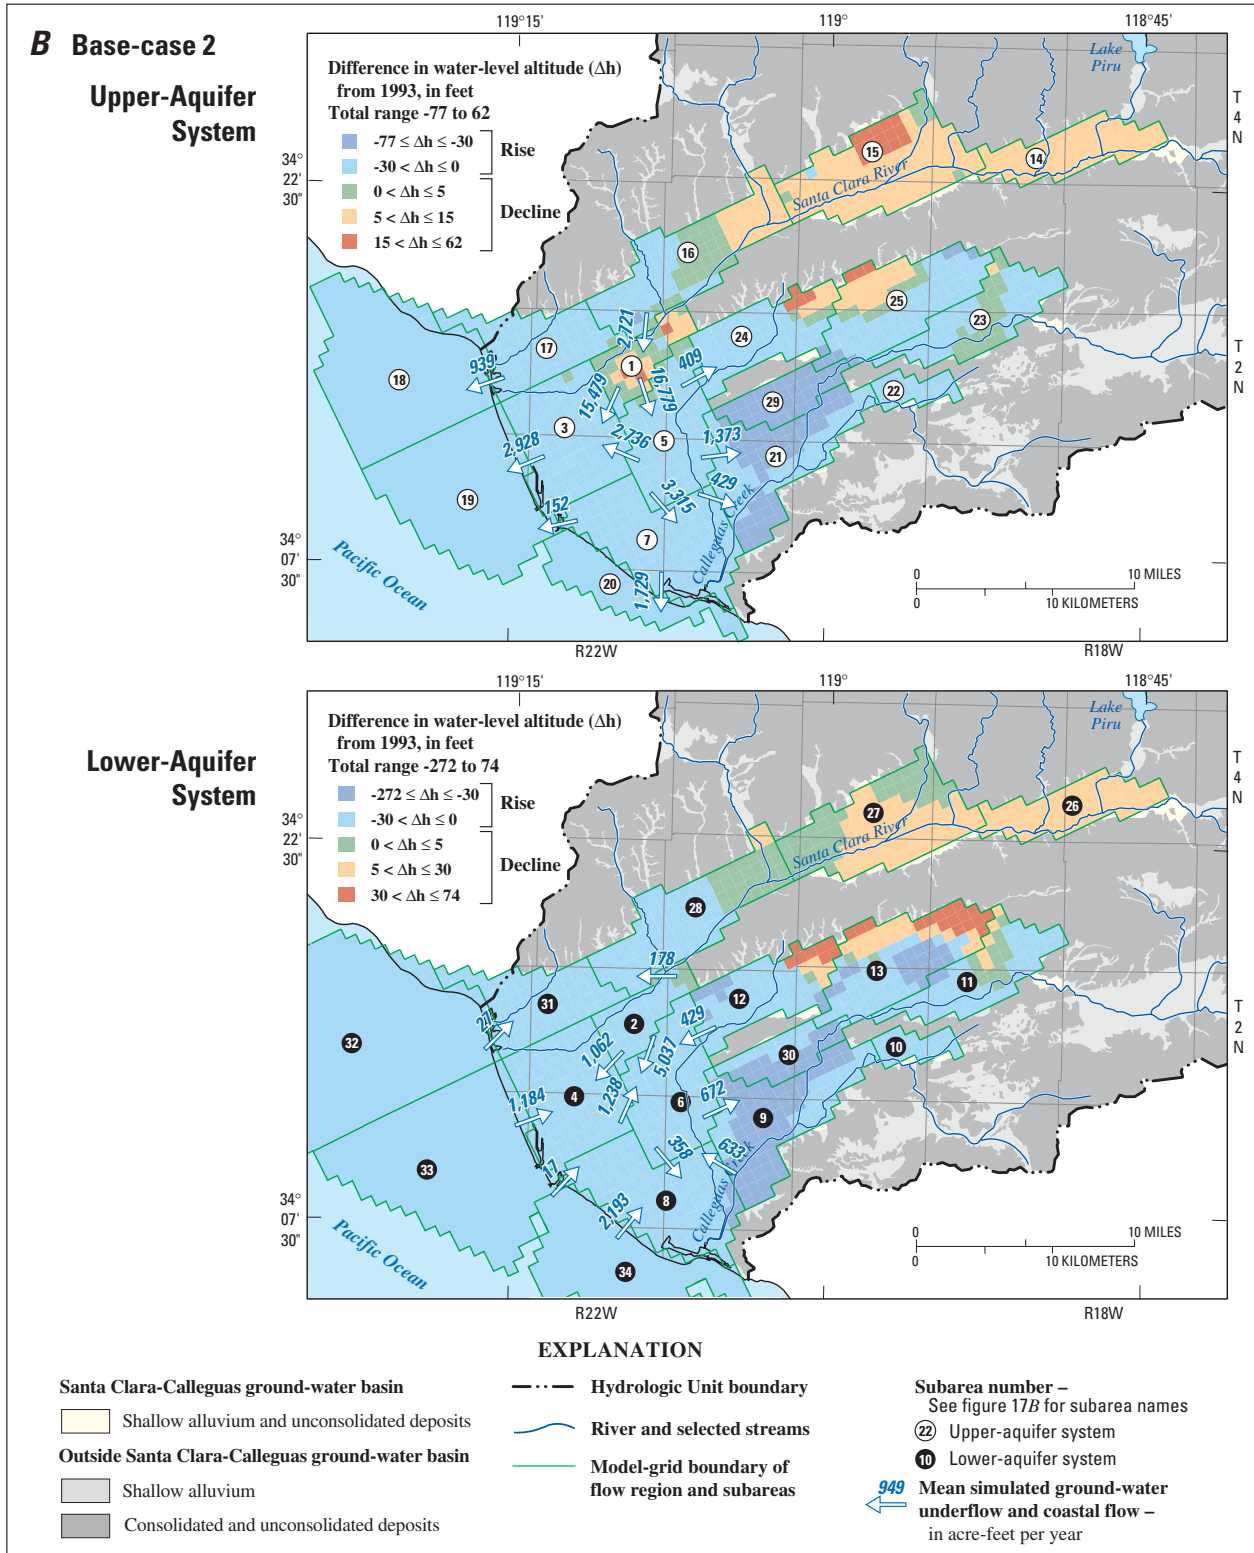 B Base-case 2
Upper-Aquifer
System
119°15'
119°
118°45'
Difference in water-level altitude (Δh)
from 1993, in feet
Total range -77 to 62
-77 ≤ Δh ≤ -30
-30 < Δh ≤ 0
Rise
0 < Δh ≤ 5
5 < Δh ≤ 15
15 < Δh ≤ 62
Decline
Lake
Piru
T
4
N
34°
22'
30"
15
14
Santa Clara River
16
25
23
2,721
24
17
T
2
N
1
939
18
409
22
16,779
15,479
29
3
2,736
5
1,373
2,928
21
429
3,315
19
152
7
Calleguas Creek
34°
07'
30"
Pacific Ocean
20
1,729
0
10 MILES
0
10 KILOMETERS
R22W
R18W
Lower-Aquifer
System
119°15'
119°
118°45'
Difference in water-level altitude (Δh)
from 1993, in feet
Total range -272 to 74
-272 ≤ Δh ≤ -30
-30 < Δh ≤ 0
Rise
0 < Δh ≤ 5
5 < Δh ≤ 30
30 < Δh ≤ 74
Decline
Lake
Piru
T
4
N
34°
22'
30"
27
26
Santa Clara River
28
178
13
11
12
31
27
2
429
T
2
N
32
1,062
5,037
30
10
4
1,238
6
672
1,184
9
358
633
33
17
8
2,193
Calleguas Creek
34°
07'
30"
Pacific Ocean
34
0
10 MILES
0
10 KILOMETERS
R22W
R18W
EXPLANATION
Santa Clara-Calleguas ground-water basin
Shallow alluvium and unconsolidated deposits
Outside Santa Clara-Calleguas ground-water basin
Shallow alluvium
Consolidated and unconsolidated deposits
Hydrologic Unit boundary
River and selected streams
Model-grid boundary of
flow region and subareas
Subarea number –
See figure 17B for subarea names
22 Upper-aquifer system
10 Lower-aquifer system
949 Mean simulated ground-water
underflow and coastal flow –
in acre-feet per year